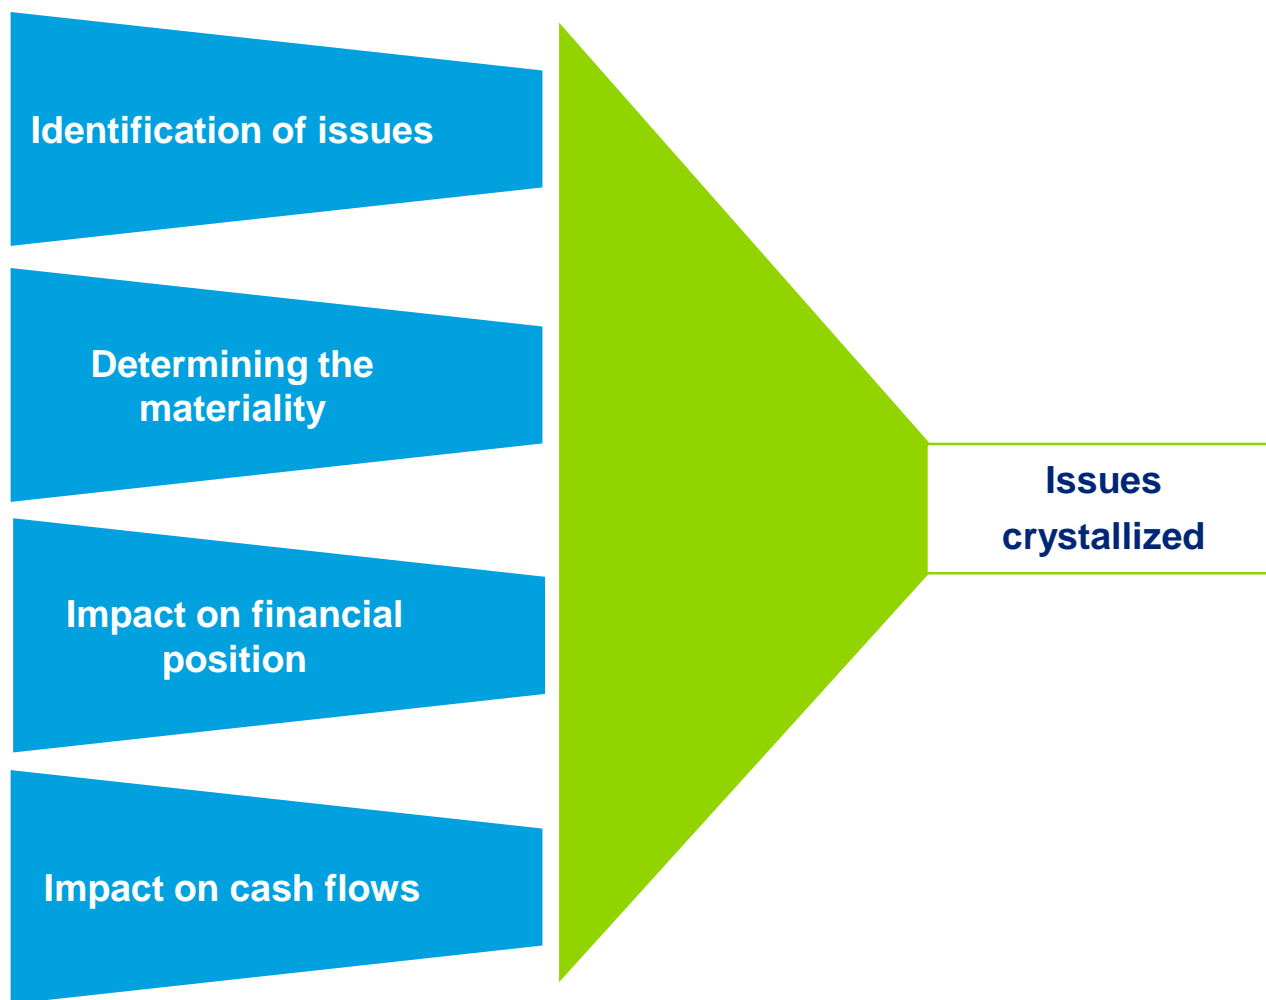 Identification of issues
Determining the
materiality
Impact on financial
position
Impact on cash flows
Issues
crystallized